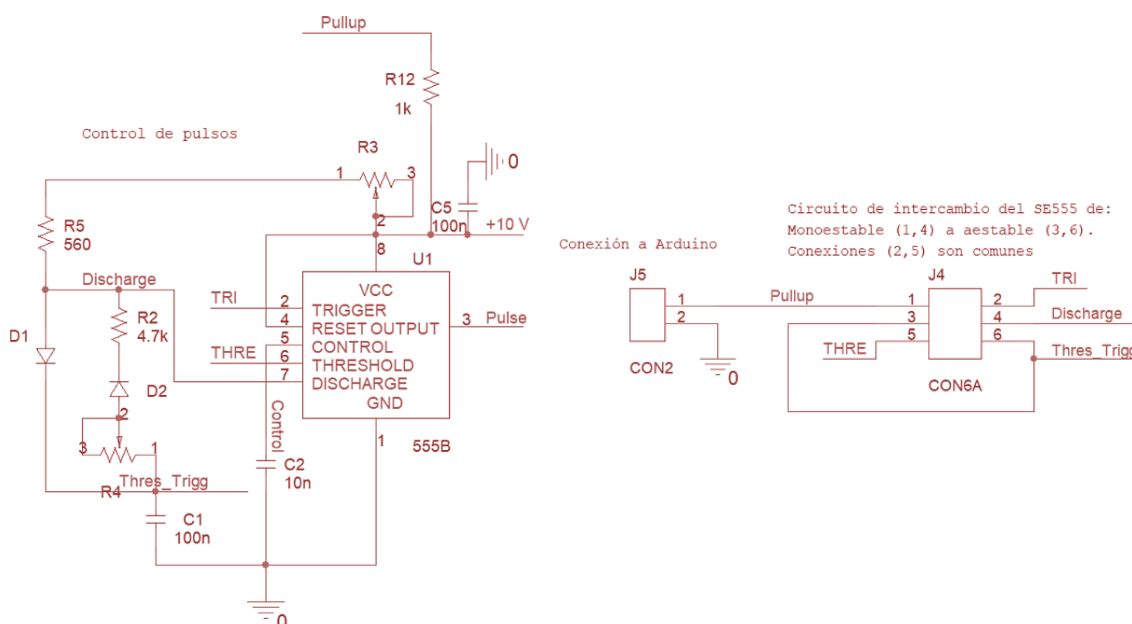 Pullup
R12
1k
Control de pulsos
R3
1
3
2
0
C5
100n
+10 V
R5
560
8
U1
Discharge
VCC
TRI
2
TRIGGER
4
RESET
OUTPUT
3
Pulse
5
CONTROL
THRE
6
THRESHOLD
7
DISCHARGE
GND
1
555B
R2
4.7k
D1
D2
2
3
1
R4
Thres_Trigg
Control
C2
10n
C1
100n
0
Circuito de intercambio del SE555 de:
Monoestable (1,4) a aestable (3,6).
Conexiones (2,5) son comunes
Conexión a Arduino
J5
1
2
CON2
0
Pullup
J4
1
2
TRI
3
4
Discharge
THRE
5
6
Thres_Trigg
CON6A